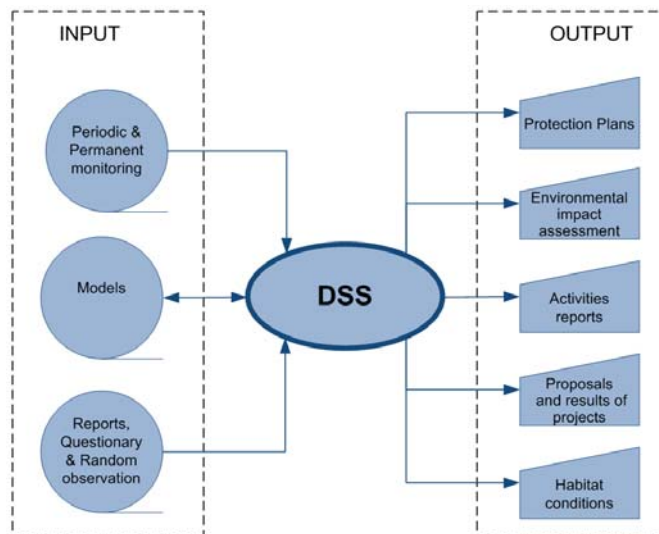 INPUT
Periodic &
Permanent
monitoring
Models
Reports,
Questionary
& Random
observation
DSS
OUTPUT
Protection Plans
Environmental
impact
assessment
Activities
reports
Proposals
and results of
projects
Habitat
conditions